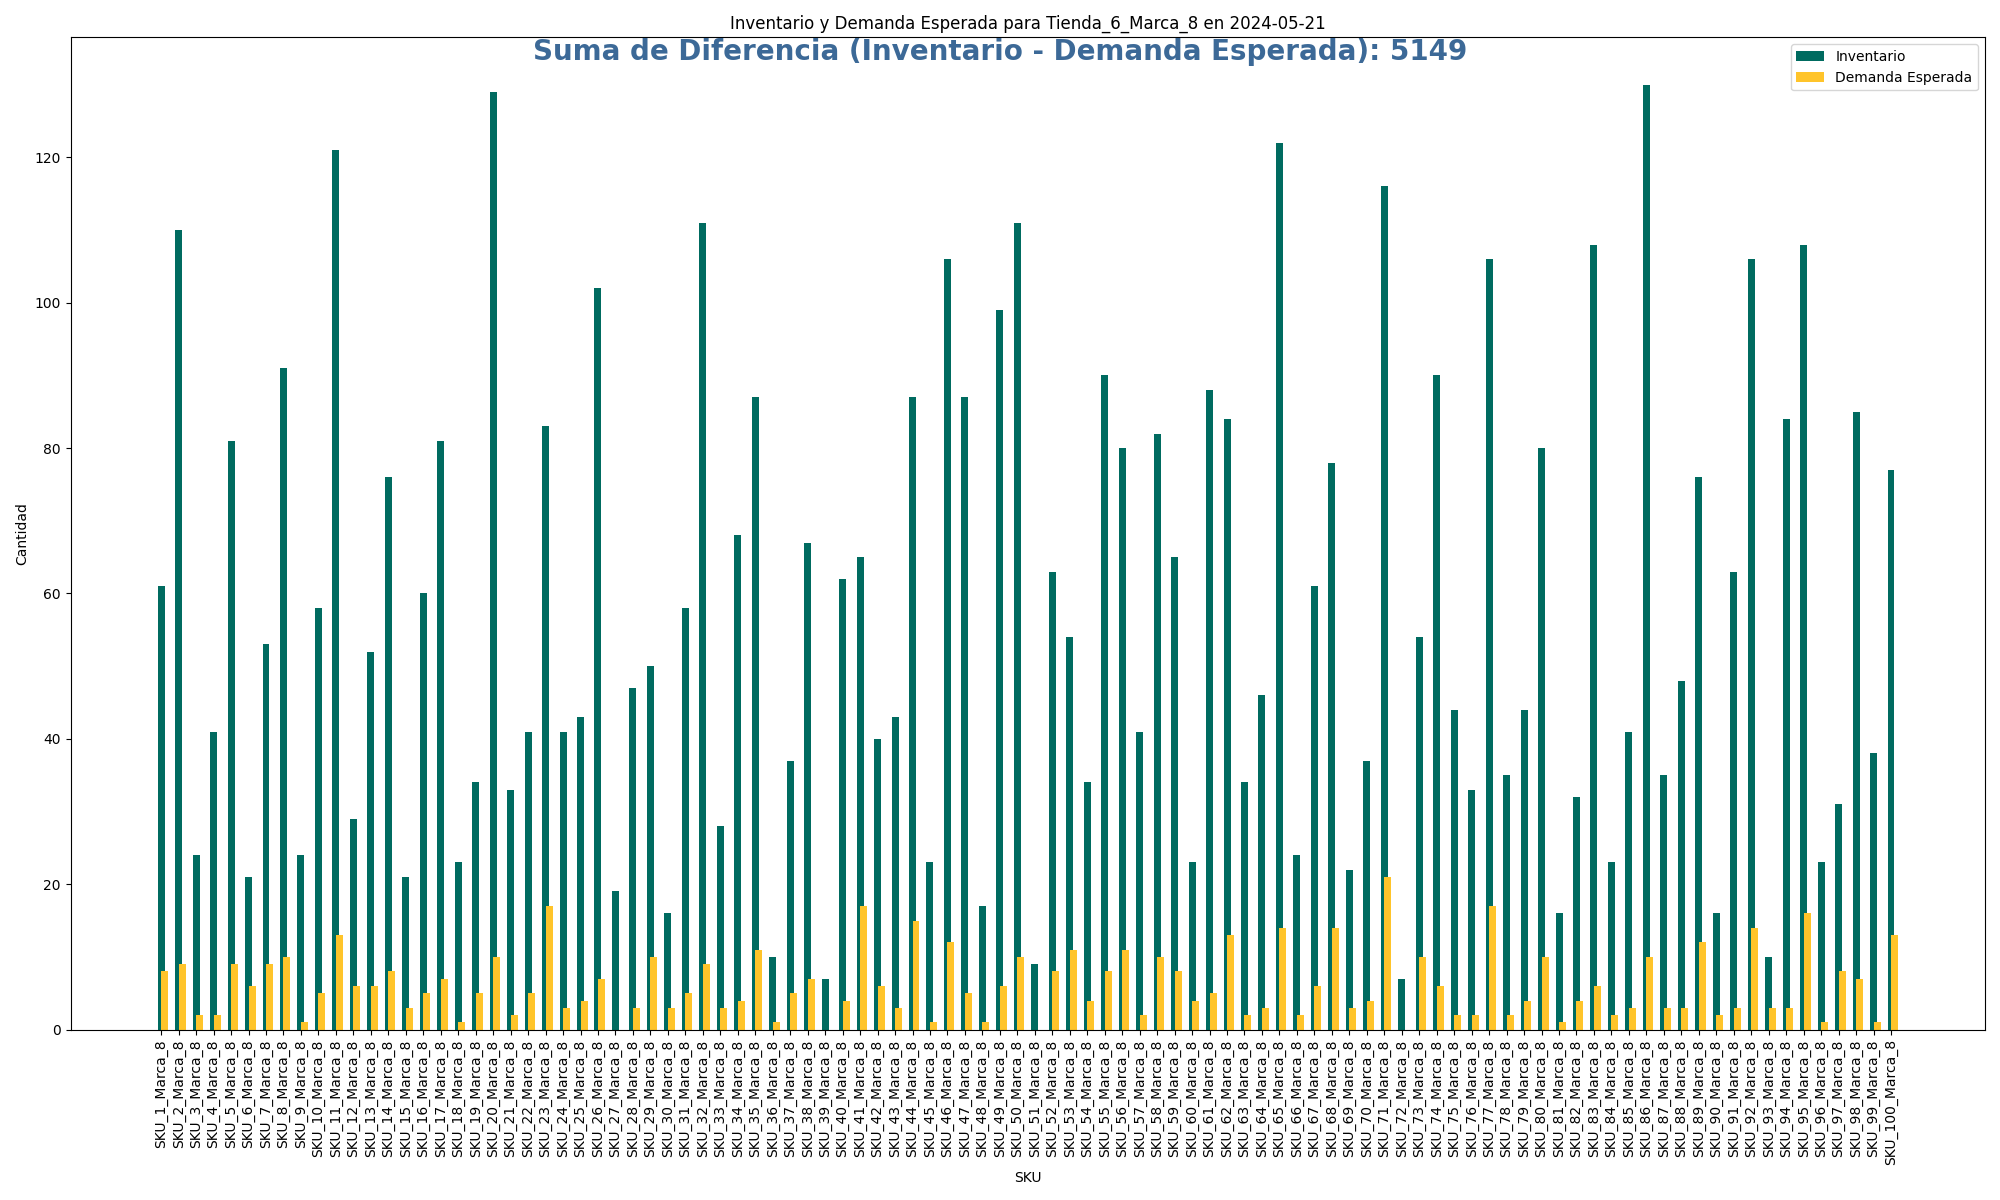 Inventario y Demanda Esperada para Tienda_6_Marca_8 en 2024-05-21
Suma de Diferencia (Inventario - Demanda Esperada): 5149
Inventario
Demanda Esperada
Cantidad
120
100
80
60
40
20
0
SKU_1_Marca_8
SKU_2_Marca_8
SKU_3_Marca_8
SKU_4_Marca_8
SKU_5_Marca_8
SKU_6_Marca_8
SKU_7_Marca_8
SKU_8_Marca_8
SKU_9_Marca_8
SKU_10_Marca_8
SKU_11_Marca_8
SKU_12_Marca_8
SKU_13_Marca_8
SKU_14_Marca_8
SKU_15_Marca_8
SKU_16_Marca_8
SKU_17_Marca_8
SKU_18_Marca_8
SKU_19_Marca_8
SKU_20_Marca_8
SKU_21_Marca_8
SKU_22_Marca_8
SKU_23_Marca_8
SKU_24_Marca_8
SKU_25_Marca_8
SKU_26_Marca_8
SKU_27_Marca_8
SKU_28_Marca_8
SKU_29_Marca_8
SKU_30_Marca_8
SKU_31_Marca_8
SKU_32_Marca_8
SKU_33_Marca_8
SKU_34_Marca_8
SKU_35_Marca_8
SKU_36_Marca_8
SKU_37_Marca_8
SKU_38_Marca_8
SKU_39_Marca_8
SKU_40_Marca_8
SKU_41_Marca_8
SKU_42_Marca_8
SKU_43_Marca_8
SKU_44_Marca_8
SKU_45_Marca_8
SKU_46_Marca_8
SKU_47_Marca_8
SKU_48_Marca_8
SKU_49_Marca_8
SKU_50_Marca_8
SKU_51_Marca_8
SKU_52_Marca_8
SKU_53_Marca_8
SKU_54_Marca_8
SKU_55_Marca_8
SKU_56_Marca_8
SKU_57_Marca_8
SKU_58_Marca_8
SKU_59_Marca_8
SKU_60_Marca_8
SKU_61_Marca_8
SKU_62_Marca_8
SKU_63_Marca_8
SKU_64_Marca_8
SKU_65_Marca_8
SKU_66_Marca_8
SKU_67_Marca_8
SKU_68_Marca_8
SKU_69_Marca_8
SKU_70_Marca_8
SKU_71_Marca_8
SKU_72_Marca_8
SKU_73_Marca_8
SKU_74_Marca_8
SKU_75_Marca_8
SKU_76_Marca_8
SKU_77_Marca_8
SKU_78_Marca_8
SKU_79_Marca_8
SKU_80_Marca_8
SKU_81_Marca_8
SKU_82_Marca_8
SKU_83_Marca_8
SKU_84_Marca_8
SKU_85_Marca_8
SKU_86_Marca_8
SKU_87_Marca_8
SKU_88_Marca_8
SKU_89_Marca_8
SKU_90_Marca_8
SKU_91_Marca_8
SKU_92_Marca_8
SKU_93_Marca_8
SKU_94_Marca_8
SKU_95_Marca_8
SKU_96_Marca_8
SKU_97_Marca_8
SKU_98_Marca_8
SKU_99_Marca_8
SKU_100_Marca_8
SKU